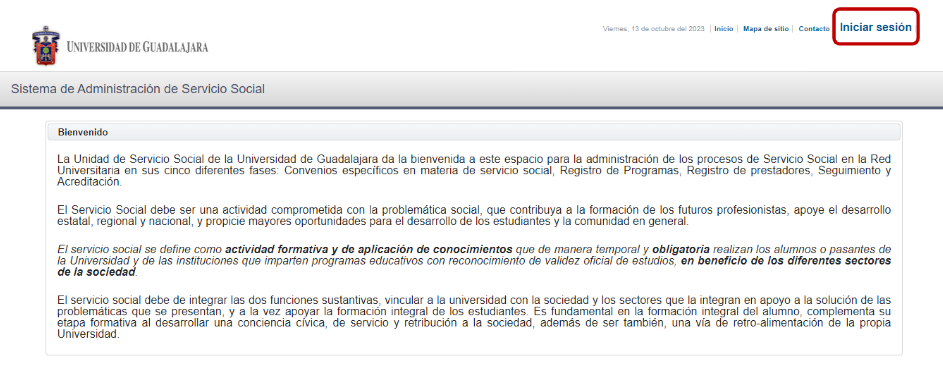 Viernes, 13 de octubre del 2023 | Inicio | Mapa de sitio | Contacto Iniciar sesión
UNIVERSIDAD DE GUADALAJARA
Sistema de Administración de Servicio Social
Bienvenido
La Unidad de Servicio Social de la Universidad de Guadalajara da la bienvenida a este espacio para la administración de los procesos de Servicio Social en la Red
Universitaria en sus cinco diferentes fases: Convenios específicos en materia de servicio social, Registro de Programas, Registro de prestadores, Seguimiento y
Acreditación.
El Servicio Social debe ser una actividad comprometida con la problemática social, que contribuya a la formación de los futuros profesionistas, apoye el desarrollo
estatal, regional y nacional, y propicie mayores oportunidades para el desarrollo de los estudiantes y la comunidad en general.
El servicio social se define como actividad formativa y de aplicación de conocimientos que de manera temporal y obligatoria realizan los alumnos o pasantes de
la Universidad y de las instituciones que imparten programas educativos con reconocimiento de validez oficial de estudios, en beneficio de los diferentes sectores
de la sociedad.
El servicio social debe de integrar las dos funciones sustantivas, vincular a la universidad con la sociedad y los sectores que la integran en apoyo a la solución de las
problemáticas que se presentan, y a la vez apoyar la formación integral de los estudiantes. Es fundamental en la formación integral del alumno, complementa su
etapa formativa al desarrollar una conciencia cívica, de servicio y retribución a la sociedad, además de ser también, una vía de retro-alimentación de la propia
Universidad.